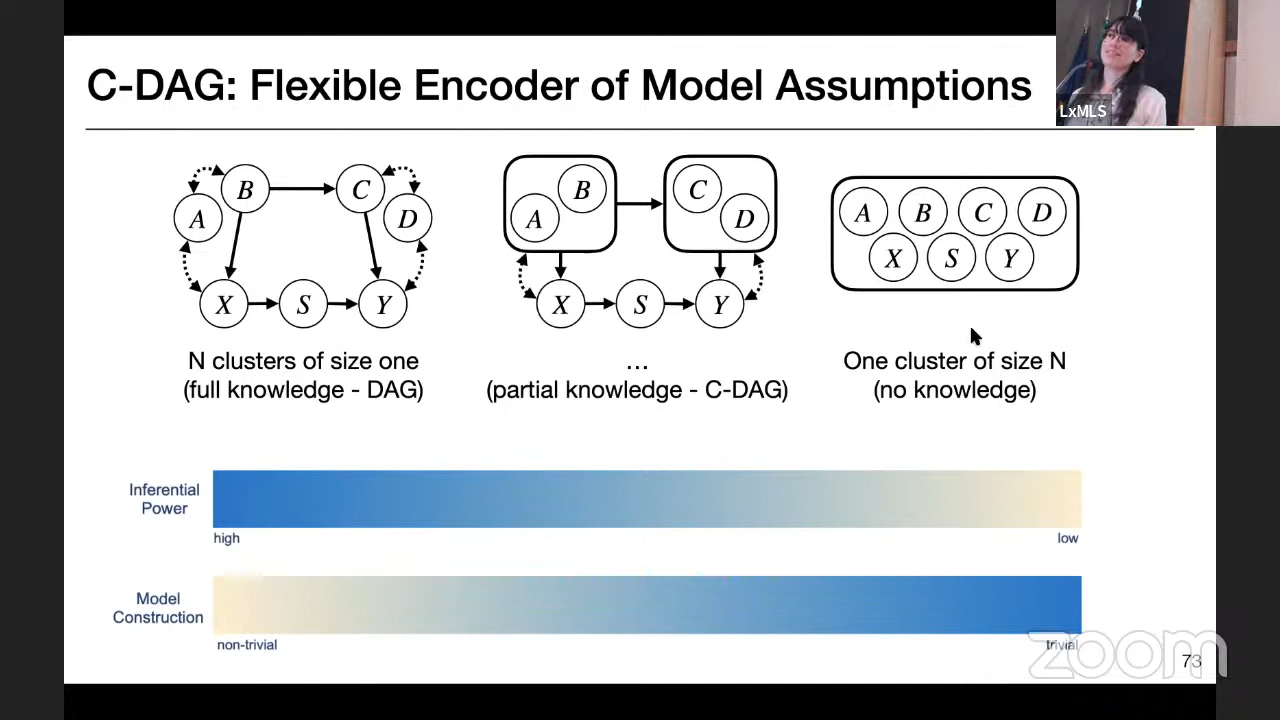 C-DAG: Flexible Encoder of Model Assumptions
LxMLS
B C
A D
X S Y
B C
A D
X S Y
A B C D
X S Y
N clusters of size one
(full knowledge - DAG)
...
(partial knowledge - C-DAG)
One cluster of size N
(no knowledge)
Inferential
Power
high low
Model
Construction
non-trivial trivial
zoom
73